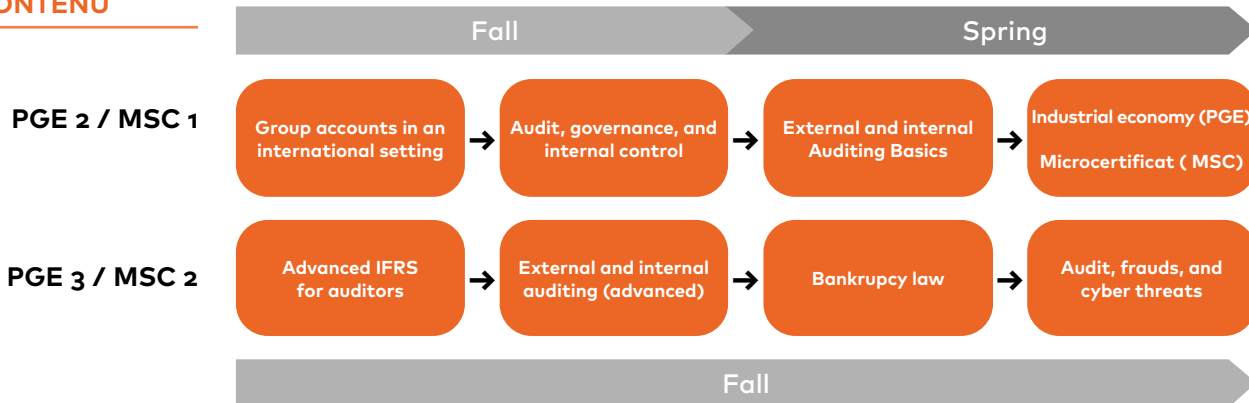 ONTENU
Fall
Spring
PGE 2 / MSC 1
Group accounts in an
international setting
Audit, governance, and
internal control
External and internal
Auditing Basics
Industrial economy (PGE)
Microcertificat ( MSC)
PGE 3 / MSC 2
Advanced IFRS
for auditors
External and internal
auditing (advanced)
Bankrupcy law
Audit, frauds, and
cyber threats
Fall